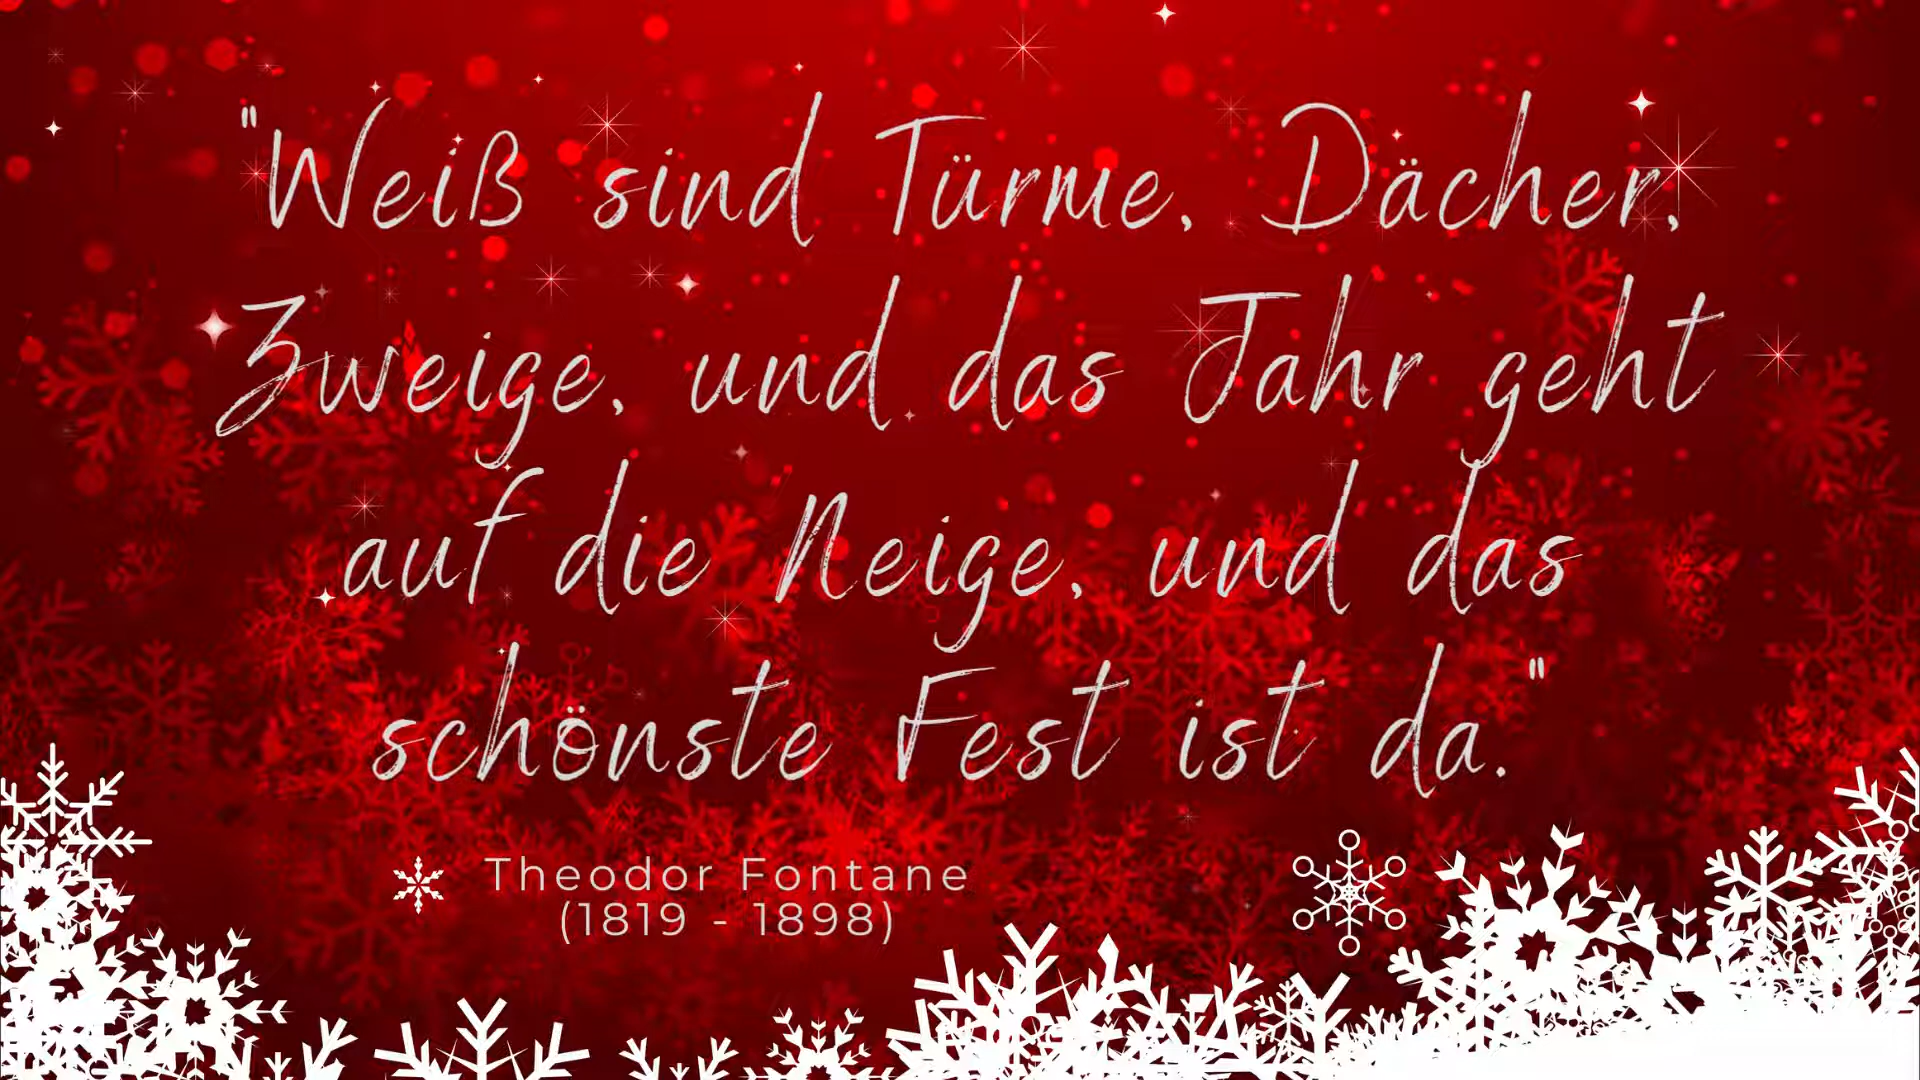 "Weiß sind Türme, Dächer,
Zweige, und das Jahr geht
auf die Neige, und das
schönste Fest ist da."
Theodor Fontane
(1819 - 1898)